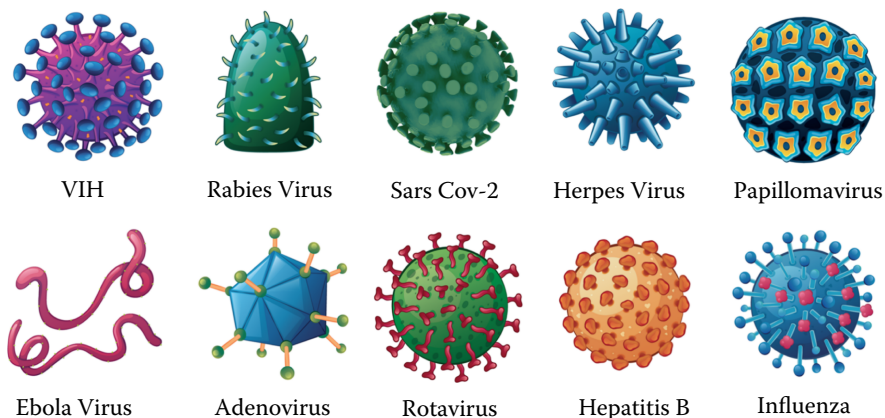 VIH
Rabies Virus
Sars Cov-2
Herpes Virus
Papillomavirus
Ebola Virus
Adenovirus
Rotavirus
Hepatitis B
Influenza